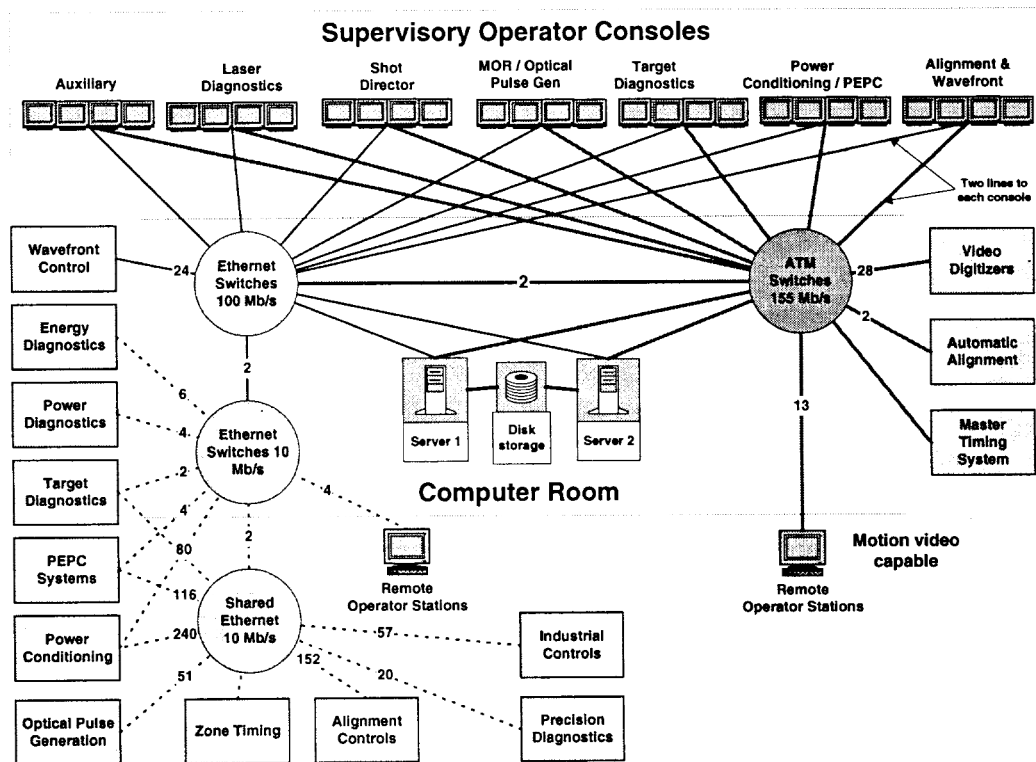 Supervisory Operator Consoles
Auxiliary
Laser
Diagnostics
Shot
Director
MOR / Optical
Pulse Gen
Target
Diagnostics
Power
Conditioning / PEPC
Alignment &
Wavefront
Two lines to
each console
Wavefront
Control
24
Ethernet
Switches
100 Mb/s
2
ATM
Switches
155 Mb/s
28
Video
Digitizers
Energy
Diagnostics
2
2
Automatic
Alignment
6
Server 1
Disk
storage
Server 2
13
Power
Diagnostics
4
Ethernet
Switches 10
Mb/s
Master
Timing
System
Target
Diagnostics
2
4
Computer Room
4
PEPC
Systems
80
2
Remote
Operator Stations
Motion video
capable
Remote
Operator Stations
116
Shared
Ethernet
10 Mb/s
Power
Conditioning
240
57
Industrial
Controls
51
152
20
Optical Pulse
Generation
Zone Timing
Alignment
Controls
Precision
Diagnostics